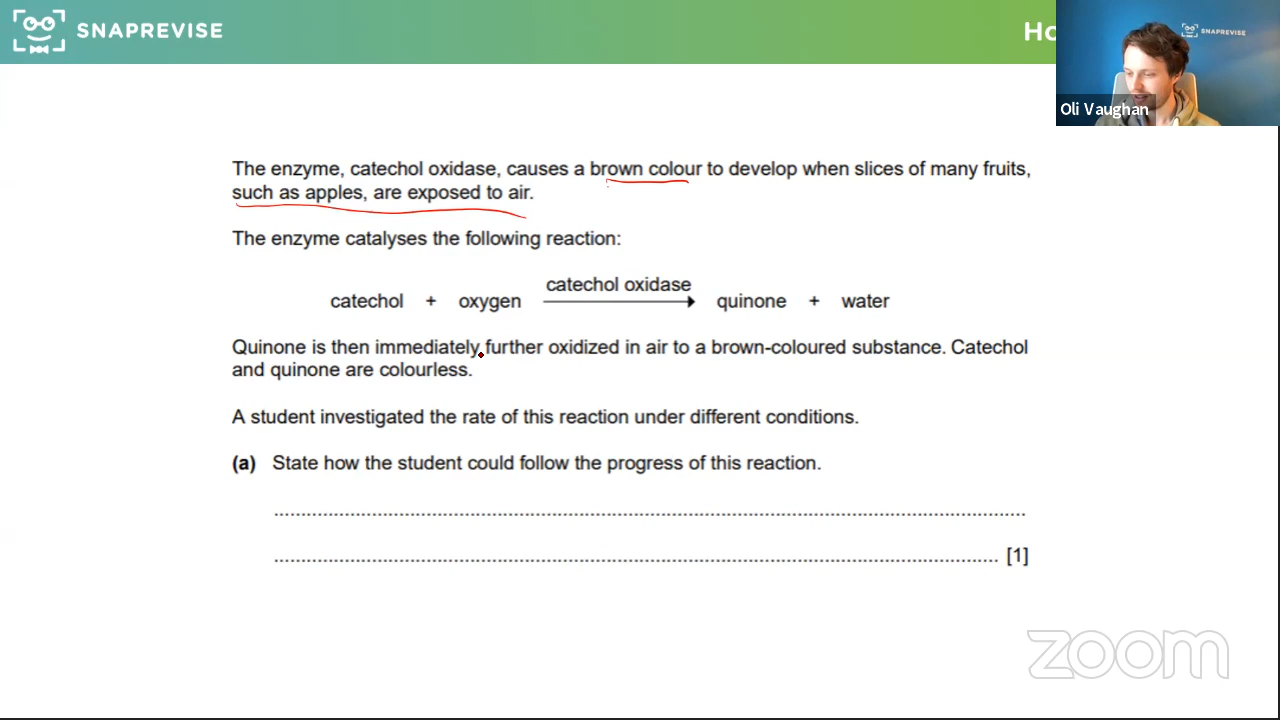 SNAPREVISE
Ho
SNAPREVISE
Oli Vaughan
The enzyme, catechol oxidase, causes a brown colour to develop when slices of many fruits,
such as apples, are exposed to air.
The enzyme catalyses the following reaction:
catechol oxidase
catechol + oxygen quinone + water
Quinone is then immediately further oxidized in air to a brown-coloured substance. Catechol
and quinone are colourless.
A student investigated the rate of this reaction under different conditions.
(a) State how the student could follow the progress of this reaction.
[1]
zoom